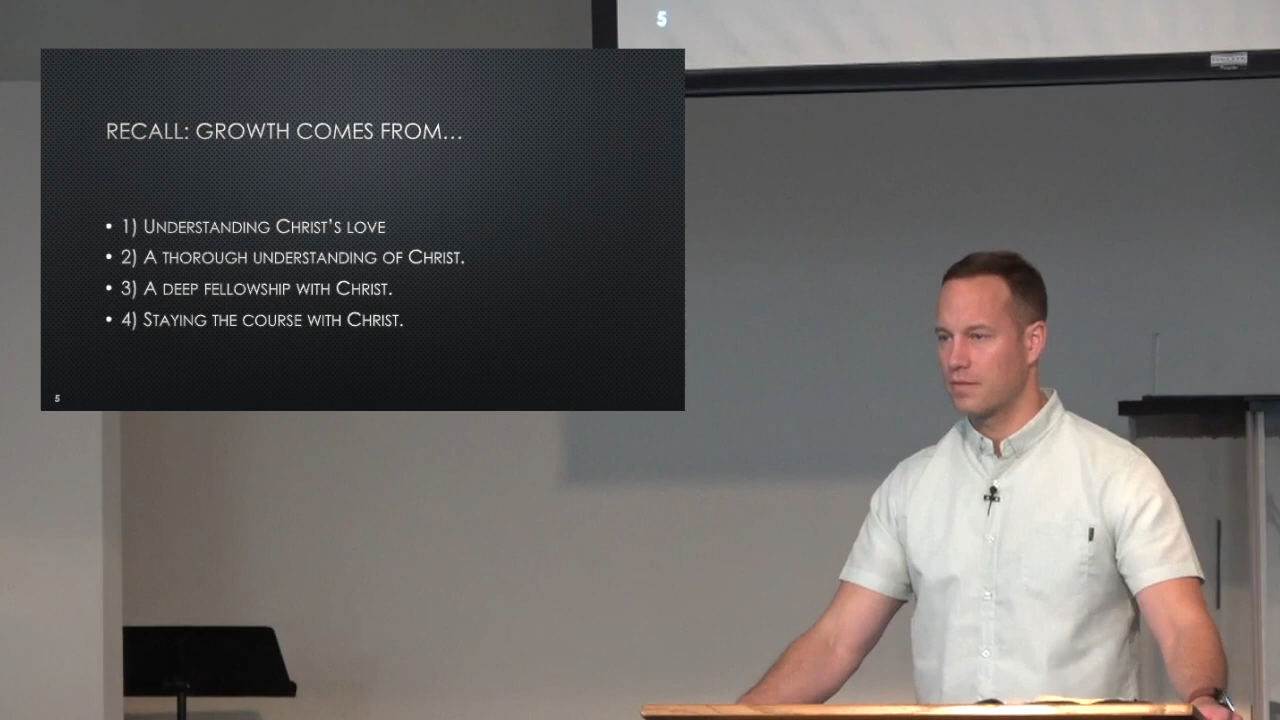 5
RECALL: GROWTH COMES FROM…
• 1) UNDERSTANDING CHRIST’S LOVE
• 2) A THOROUGH UNDERSTANDING OF CHRIST.
• 3) A DEEP FELLOWSHIP WITH CHRIST.
• 4) STAYING THE COURSE WITH CHRIST.
5